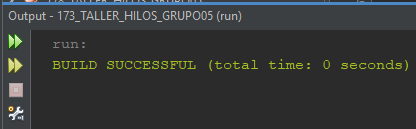 Output - 173_TALLER_HILOS_GRUPO05 (run)
run:
BUILD SUCCESSFUL (total time: 0 seconds)